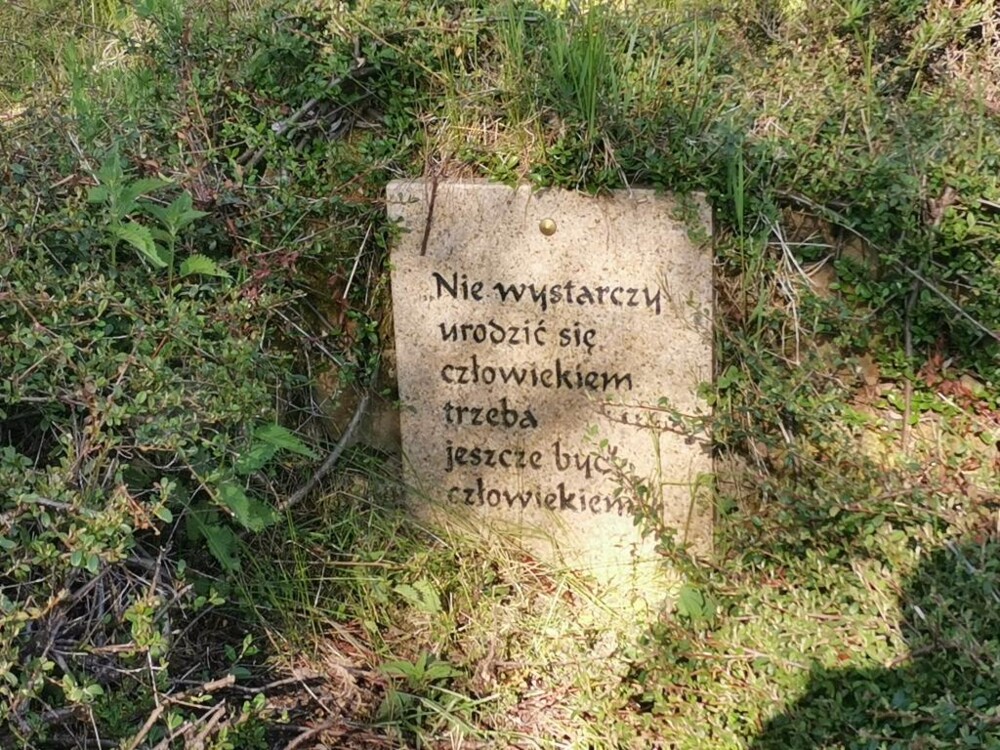 „Nie wystarczy
urodzić się
człowiekiem
trzeba
jeszcze być
człowiekiem